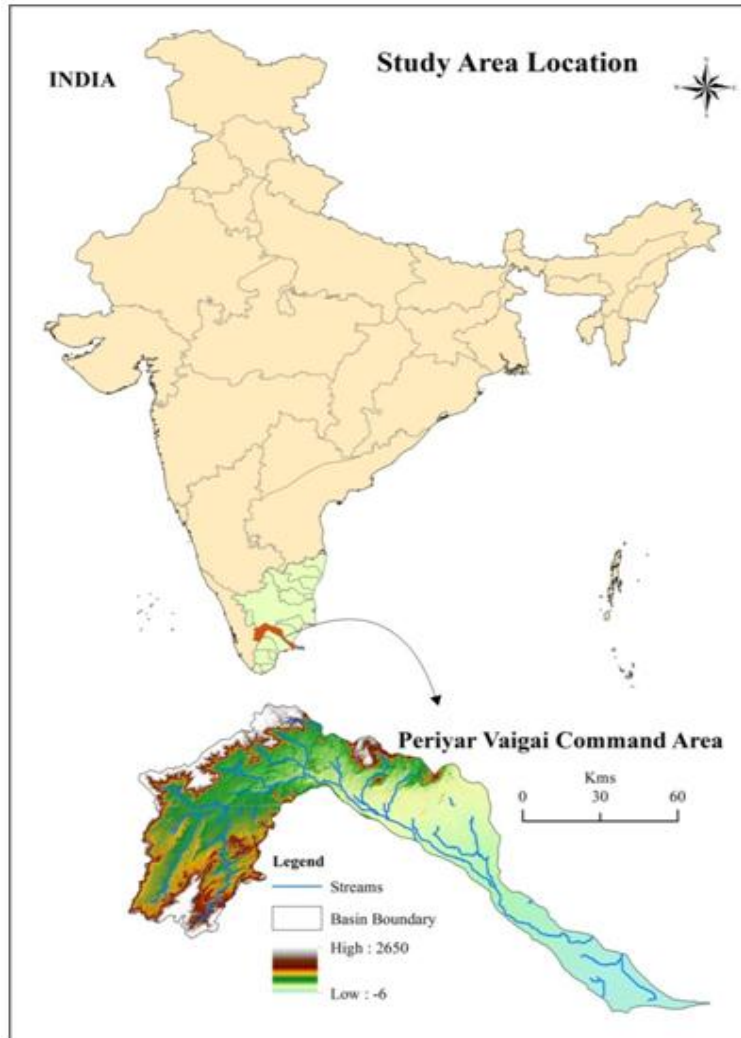 Study Area Location
INDIA
Periyar Vaigai Command Area
Kms
0 30 60
Legend
Streams
Basin Boundary
High : 2650
Low : -6